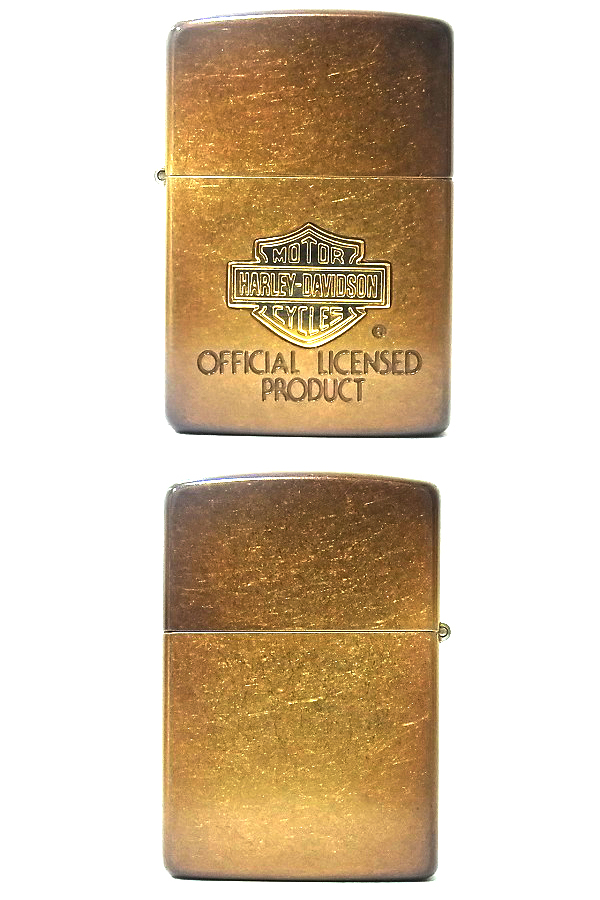 MOTOR
HARLEY-DAVIDSON
CYCLES
®
OFFICIAL LICENSED
PRODUCT